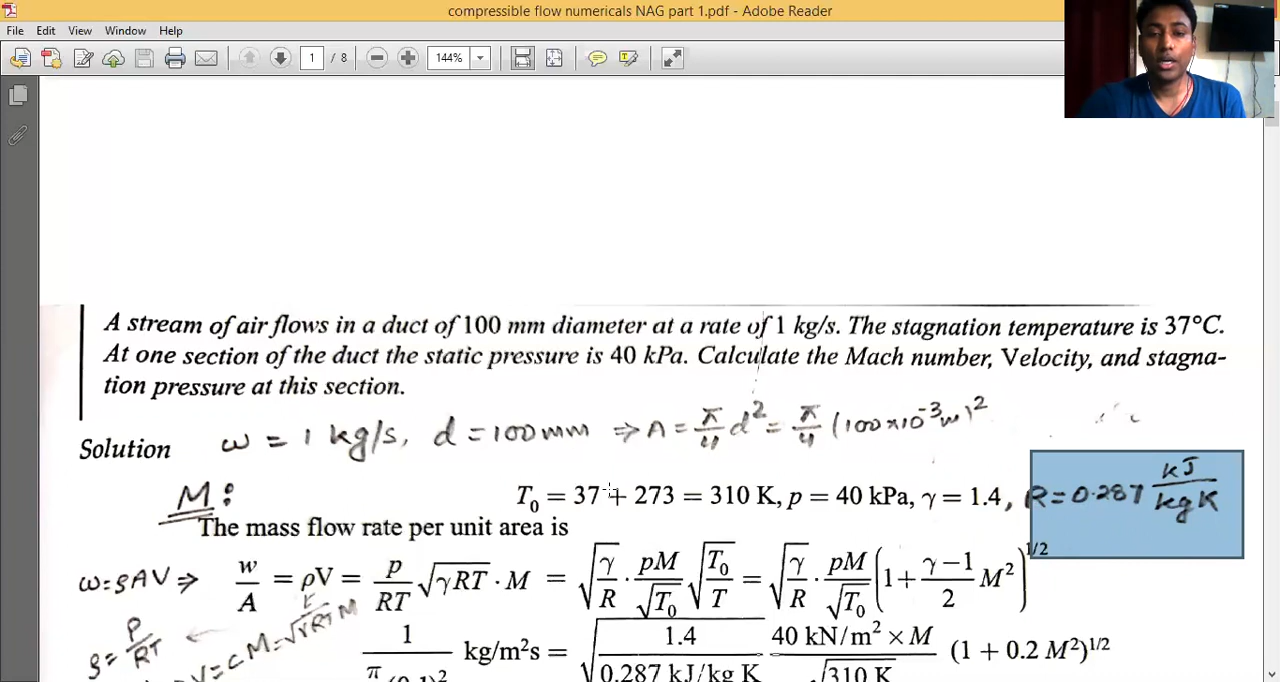 compressible flow numericals NAG part 1.pdf - Adobe Reader
File Edit View Window Help
1 / 8 144%
A stream of air flows in a duct of 100 mm diameter at a rate of 1 kg/s. The stagnation temperature is 37°C.
At one section of the duct the static pressure is 40 kPa. Calculate the Mach number, Velocity, and stagna-
tion pressure at this section.
Solution w = 1 kg/s, d = 100mm ⇒ A = π/4 d² = π/4 (100×10⁻³m)²
M: T₀ = 37 + 273 = 310 K, p = 40 kPa, γ = 1.4, R = 0.287 kJ/kg K
The mass flow rate per unit area is
w = ρAV ⇒ w/A = ρV = p/RT √γRT · M = √γ/R · pM/√T₀ √T₀/T = √γ/R · pM/√T₀ (1 + γ−1/2 M²)^1/2
ρ = P/RT V = CM = √γRT M
1/π (0.1)² kg/m²s = √1.4/0.287 kJ/kg K 40 kN/m² × M/√310 K (1 + 0.2 M²)^1/2